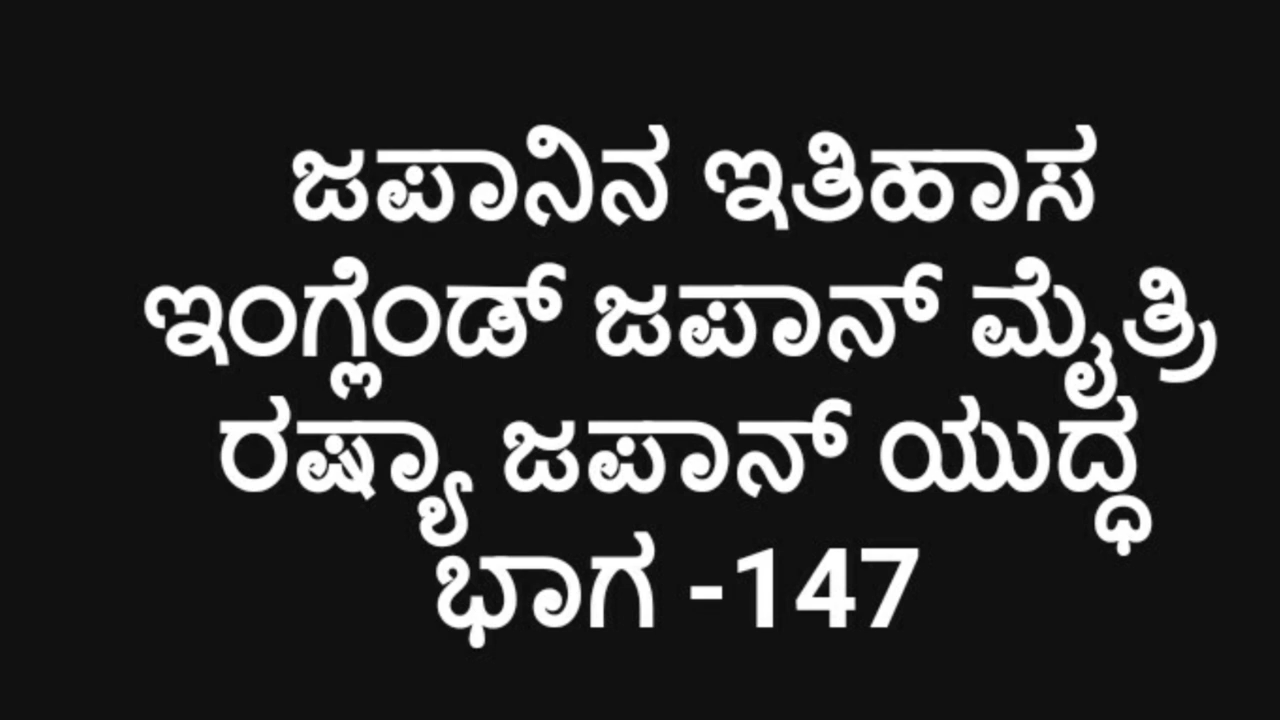 ಜಪಾನಿನ ಇತಿಹಾಸ
ಇಂಗ್ಲೆಂಡ್ ಜಪಾನ್ ಮೈತ್ರಿ
ರಷ್ಯಾ ಜಪಾನ್ ಯುದ್ಧ
ಭಾಗ -147